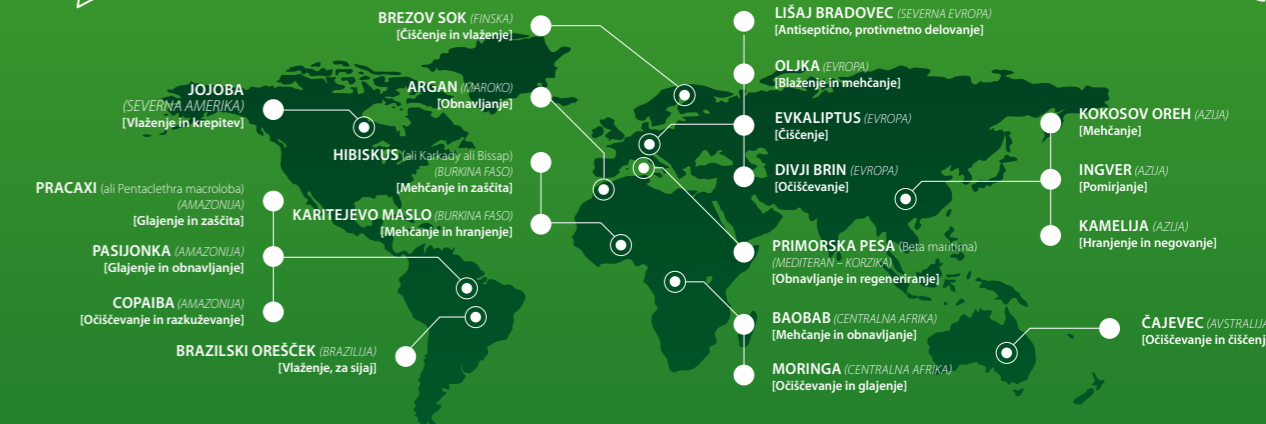 BREZOV SOK (FINSKA)
[Čiščenje in vlaženje]
LIŠAJ BRADOVEC (SEVERNA EVROPA)
[Antiseptično, protivnetno delovanje]
JOJOBA
(SEVERNA AMERIKA)
[Vlaženje in krepitev]
ARGAN (MAROKO)
[Obnavljanje]
OLJKA (EVROPA)
[Blaženje in mehčanje]
EVKALIPTUS (EVROPA)
[Čiščenje]
KOKOSOV OREH (AZIJA)
[Mehčanje]
HIBISKUS (ali Karkady ali Bissap)
(BURKINA FASO)
[Mehčanje in zaščita]
DIVJI BRIN (EVROPA)
[Očiščevanje]
INGVER (AZIJA)
[Pomirjanje]
PRACAXI (ali Pentaclethra macroloba)
(AMAZONIJA)
[Glajenje in zaščita]
KARITEJEVO MASLO (BURKINA FASO)
[Mehčanje in hranjenje]
KAMELIJA (AZIJA)
[Hranjenje in negovanje]
PASIJONKA (AMAZONIJA)
[Glajenje in obnavljanje]
PRIMORSKA PESA (Beta maritima)
(MEDITERAN – KORZIKA)
[Obnavljanje in regeneriranje]
COPAIBA (AMAZONIJA)
[Očiščevanje in razkuževanje]
BAOBAB (CENTRALNA AFRIKA)
[Mehčanje in obnavljanje]
ČAJEVEC (AVSTRALIJA
[Očiščevanje in čiščenj
BRAZILSKI OREŠČEK (BRAZILIJA)
[Vlaženje, za sijaj]
MORINGA (CENTRALNA AFRIKA)
[Očiščevanje in glajenje]